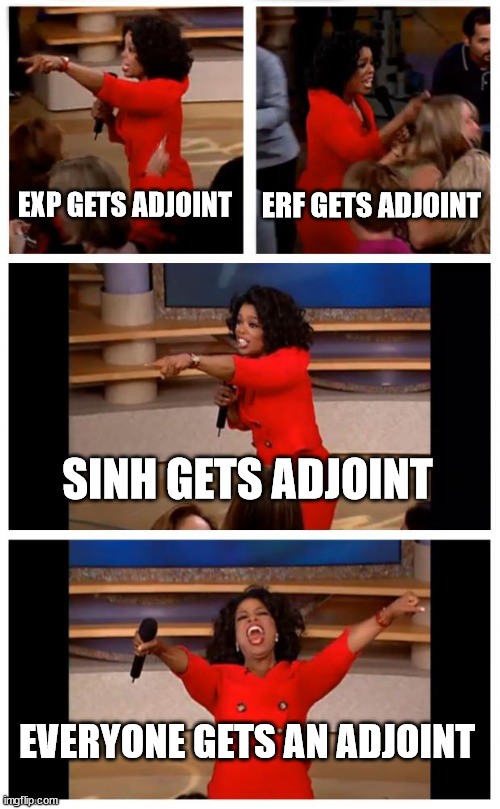 EXP GETS ADJOINT
ERF GETS ADJOINT
SINH GETS ADJOINT
EVERYONE GETS AN ADJOINT
imgflip.com